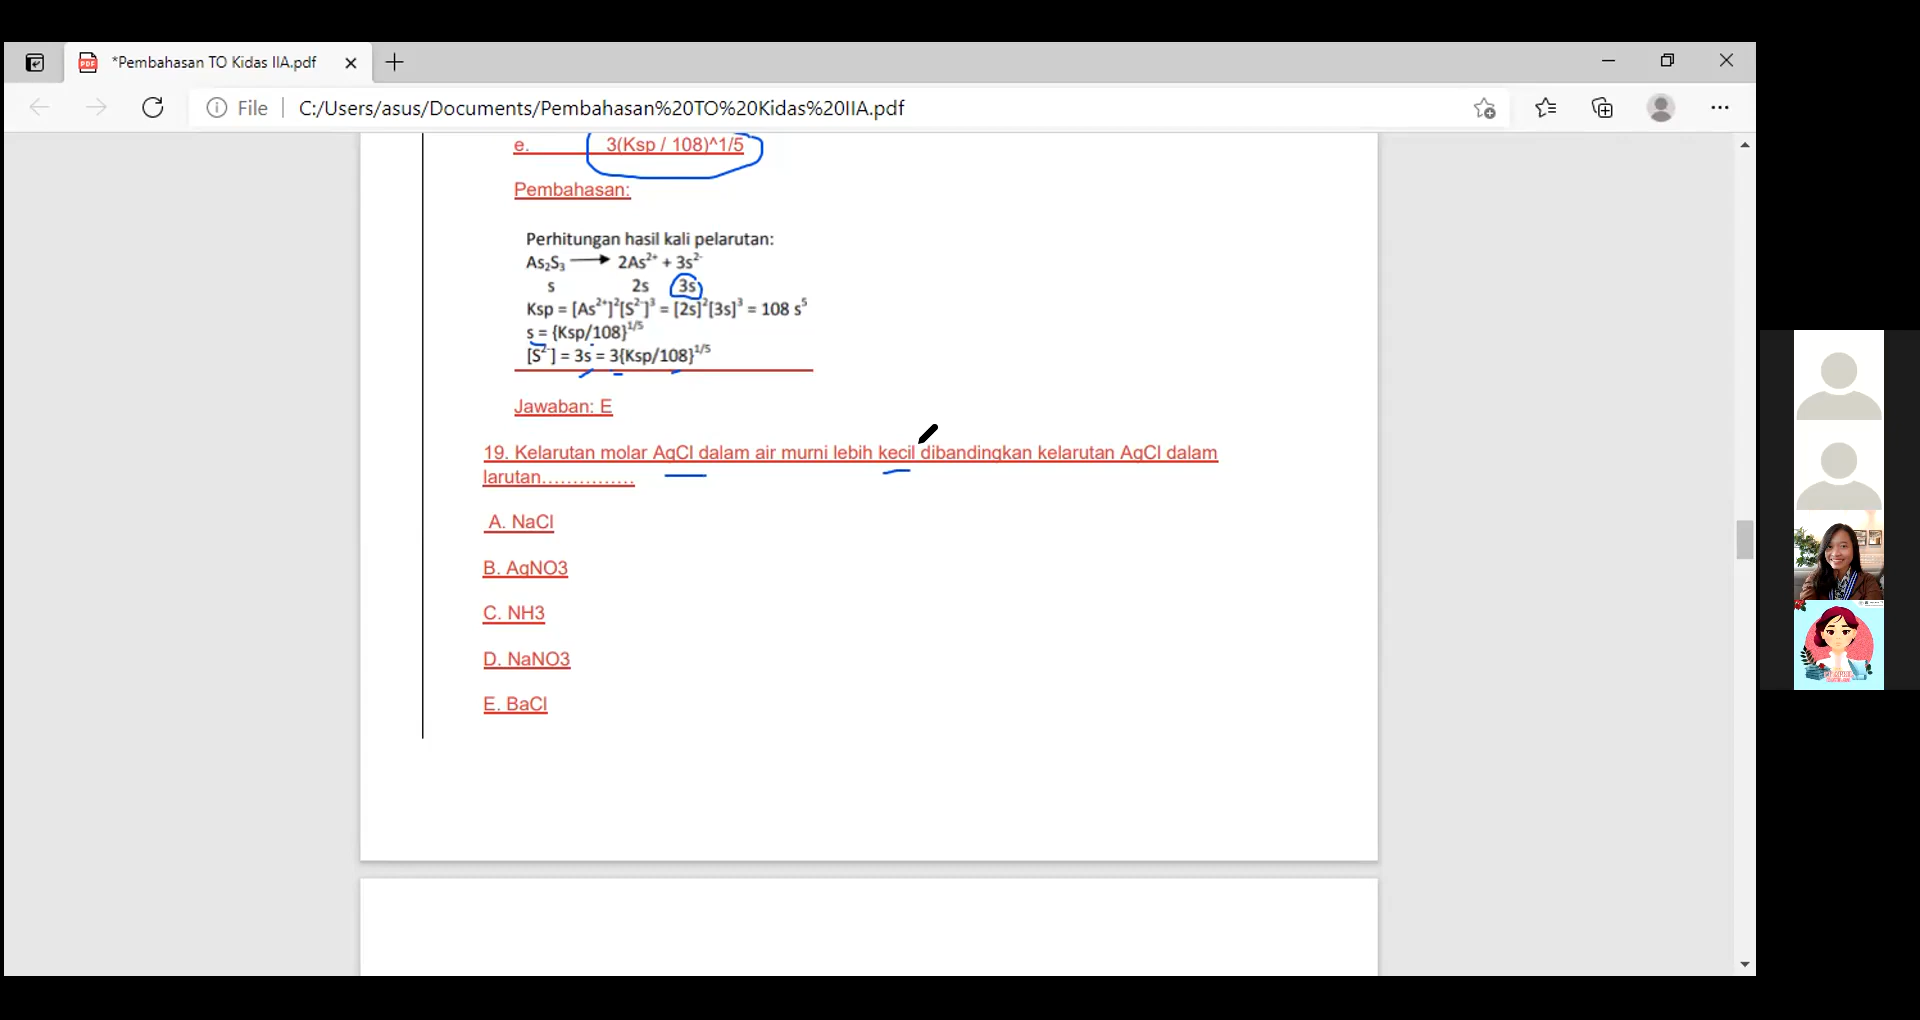 *Pembahasan TO Kidas IIA.pdf
File C:/Users/asus/Documents/Pembahasan%20TO%20Kidas%20IIA.pdf
e. 3(Ksp / 108)^1/5
Pembahasan:
Perhitungan hasil kali pelarutan:
As₂S₃ → 2As²⁺ + 3s²⁻
s 2s 3s
Ksp = [As²⁺]²[S²⁻]³ = [2s]²[3s]³ = 108 s⁵
s = {Ksp/108}¹/⁵
[S²⁻] = 3s = 3{Ksp/108}¹/⁵
Jawaban: E
19. Kelarutan molar AgCl dalam air murni lebih kecil dibandingkan kelarutan AgCl dalam
larutan……………
A. NaCl
B. AgNO3
C. NH3
D. NaNO3
E. BaCl